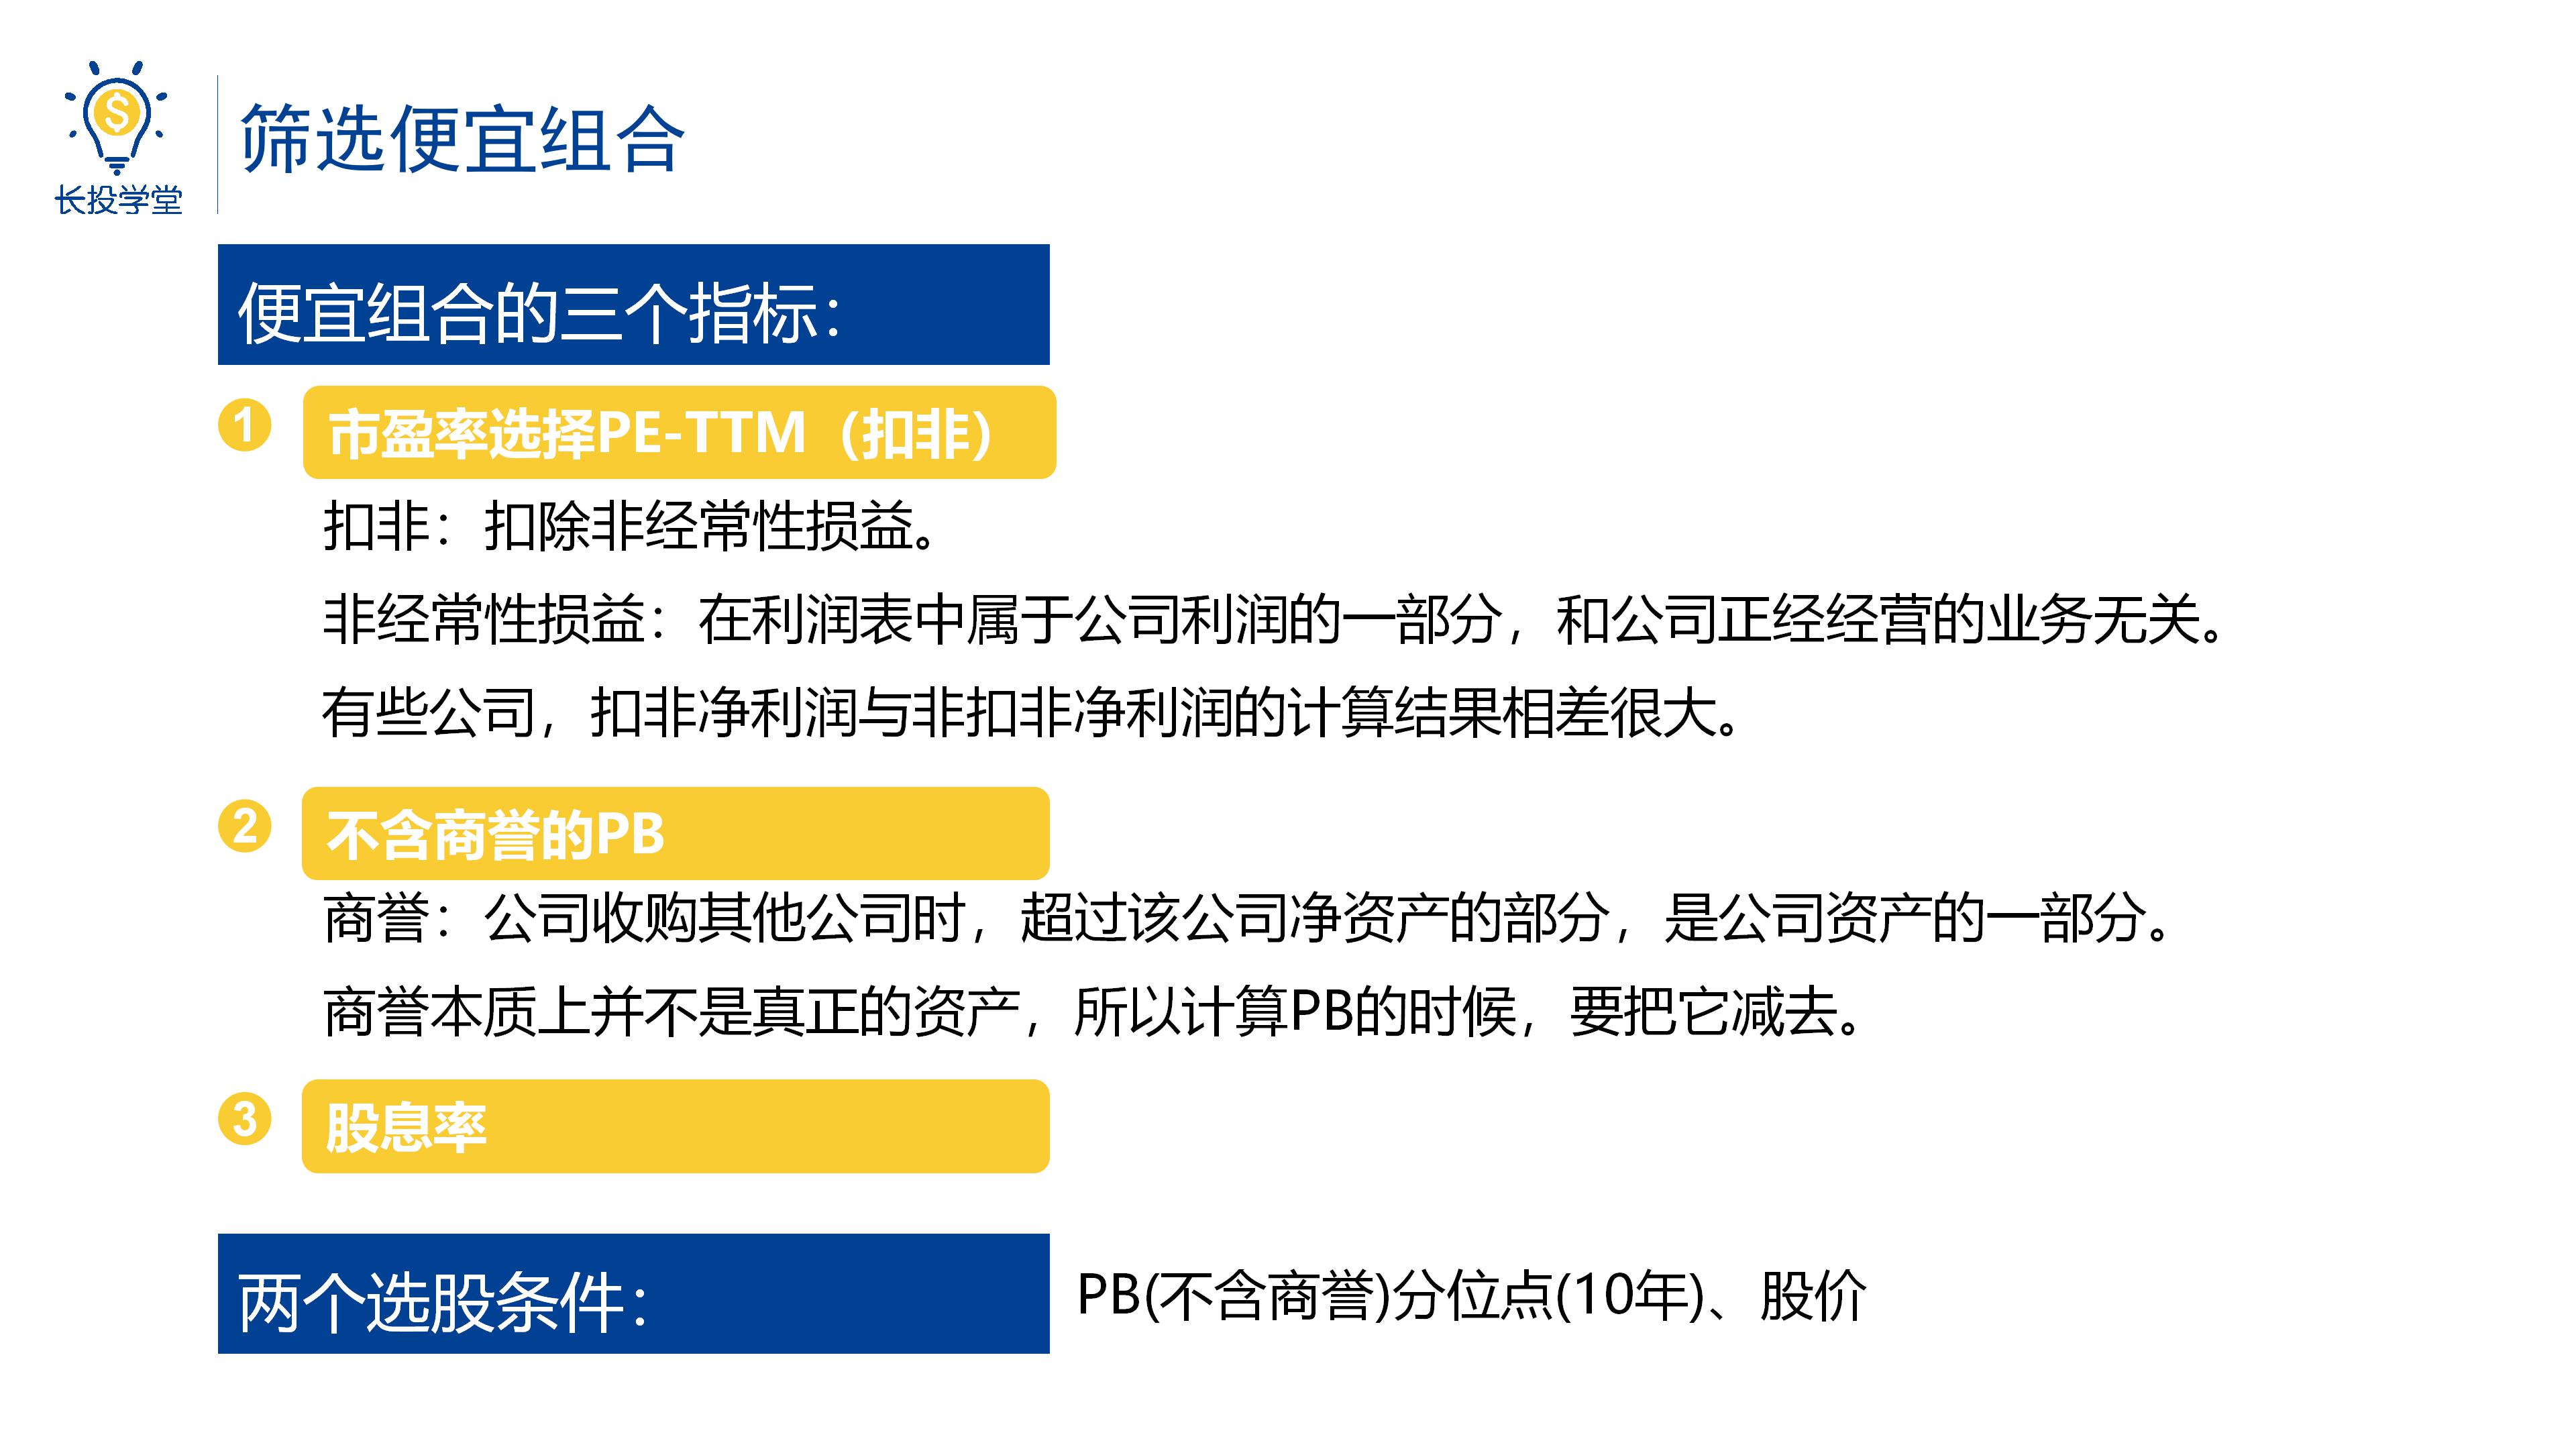 长投学堂
筛选便宜组合
便宜组合的三个指标：
1 市盈率选择PE-TTM（扣非）
扣非：扣除非经常性损益。
非经常性损益：在利润表中属于公司利润的一部分，和公司正经经营的业务无关。
有些公司，扣非净利润与非扣非净利润的计算结果相差很大。
2 不含商誉的PB
商誉：公司收购其他公司时，超过该公司净资产的部分，是公司资产的一部分。
商誉本质上并不是真正的资产，所以计算PB的时候，要把它减去。
3 股息率
两个选股条件： PB(不含商誉)分位点(10年)、股价